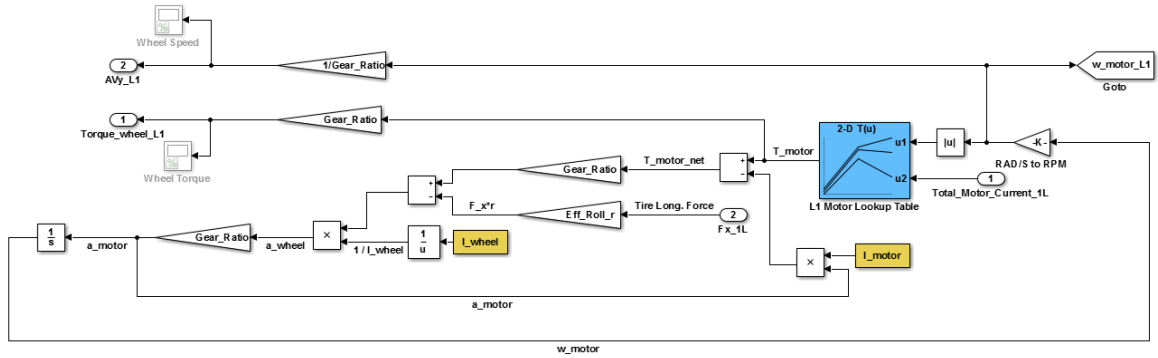 Wheel Speed
2
AVy_L1
1/Gear_Ratio
w_motor_L1
Goto
1
Torque_wheel_L1
Gear_Ratio
Wheel Torque
T_motor
2-D T(u)
u1
u2
L1 Motor Lookup Table
|u|
-K-
RAD/S to RPM
1
Total_Motor_Current_1L
T_motor_net
Gear_Ratio
+
−
+
−
F_x*r
Eff_Roll_r
Tire Long. Force
2
Fx_1L
1
s
a_motor
Gear_Ratio
a_wheel
×
1 / I_wheel
1
u
I_wheel
×
I_motor
a_motor
w_motor